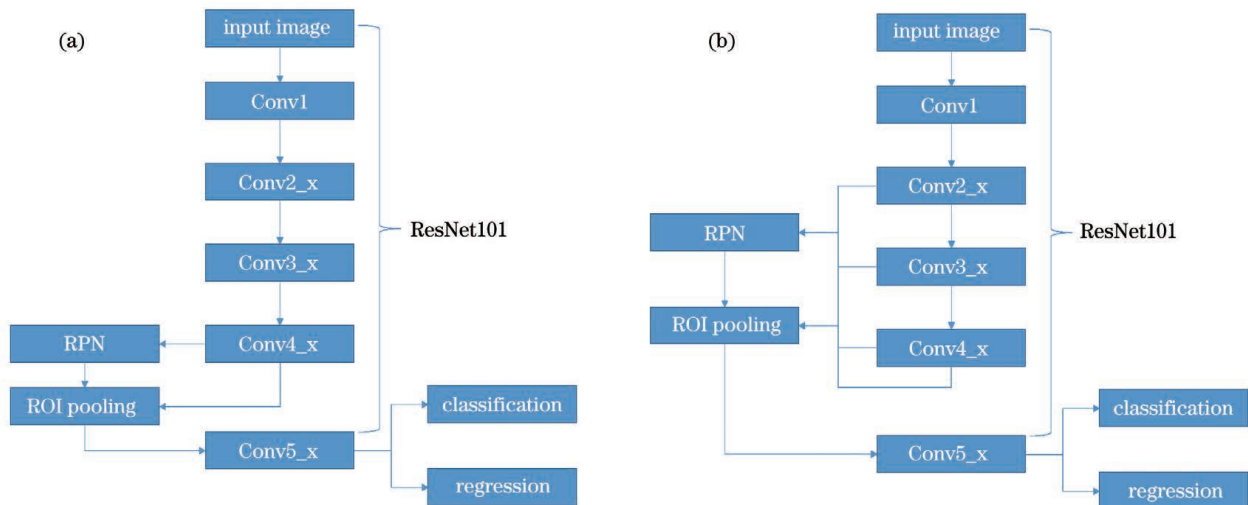 (a)
input image
Conv1
Conv2_x
Conv3_x
ResNet101
RPN
Conv4_x
ROI pooling
classification
Conv5_x
regression
(b)
input image
Conv1
Conv2_x
RPN
ResNet101
Conv3_x
ROI pooling
Conv4_x
classification
Conv5_x
regression